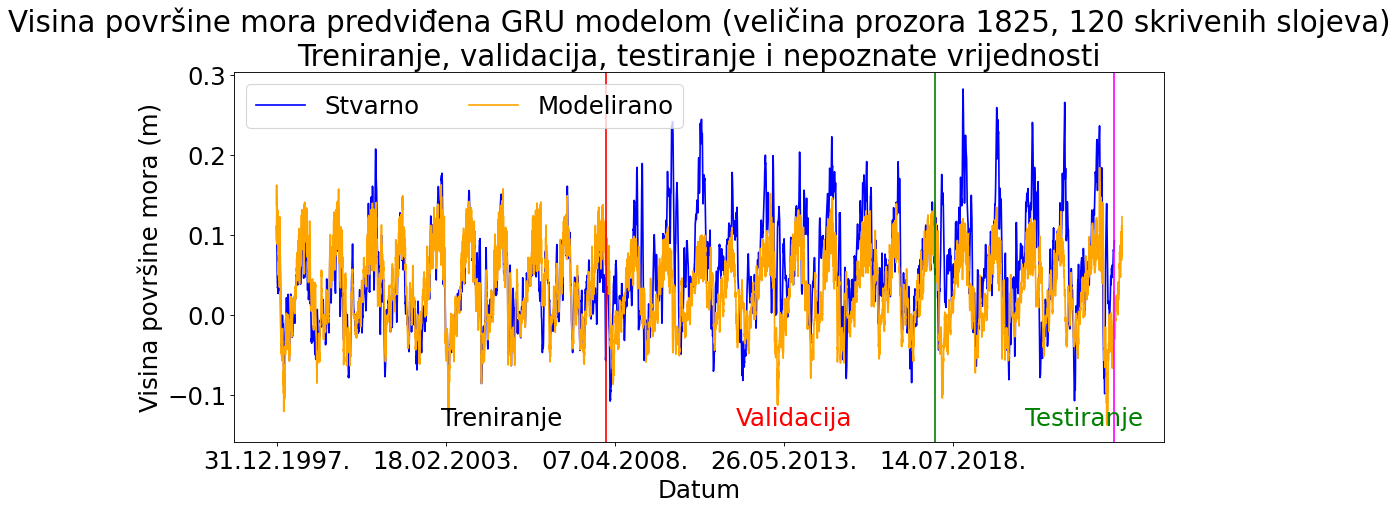 Visina površine mora predviđena GRU modelom (veličina prozora 1825, 120 skrivenih slojeva)
Treniranje, validacija, testiranje i nepoznate vrijednosti
Stvarno Modelirano
Visina površine mora (m)
0.3
0.2
0.1
0.0
−0.1
Treniranje Validacija Testiranje
31.12.1997. 18.02.2003. 07.04.2008. 26.05.2013. 14.07.2018.
Datum